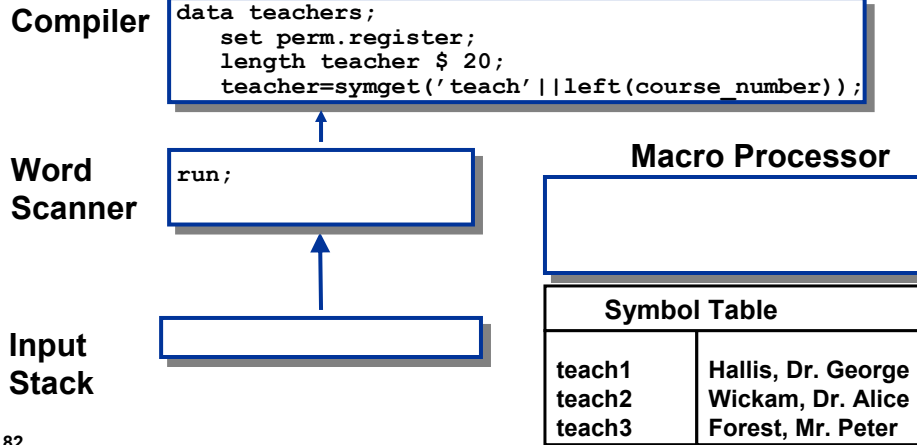 Compiler
data teachers;
set perm.register;
length teacher $ 20;
teacher=symget('teach'||left(course_number));
Word
Scanner
run;
Macro Processor
Symbol Table
teach1 Hallis, Dr. George
teach2 Wickam, Dr. Alice
teach3 Forest, Mr. Peter
Input
Stack
82